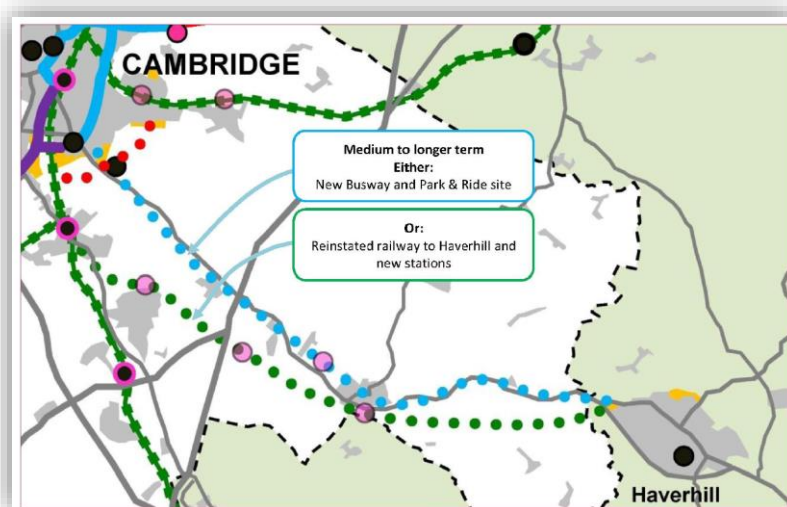 CAMBRIDGE
Medium to longer term
Either:
New Busway and Park & Ride site
Or:
Reinstated railway to Haverhill and
new stations
Haverhill